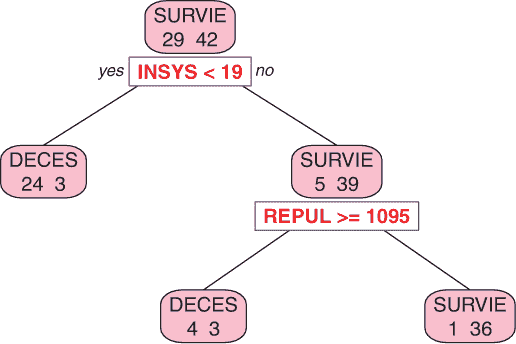 SURVIE
29 42
yes INSYS < 19 no
DECES
24 3
SURVIE
5 39
REPUL >= 1095
DECES
4 3
SURVIE
1 36